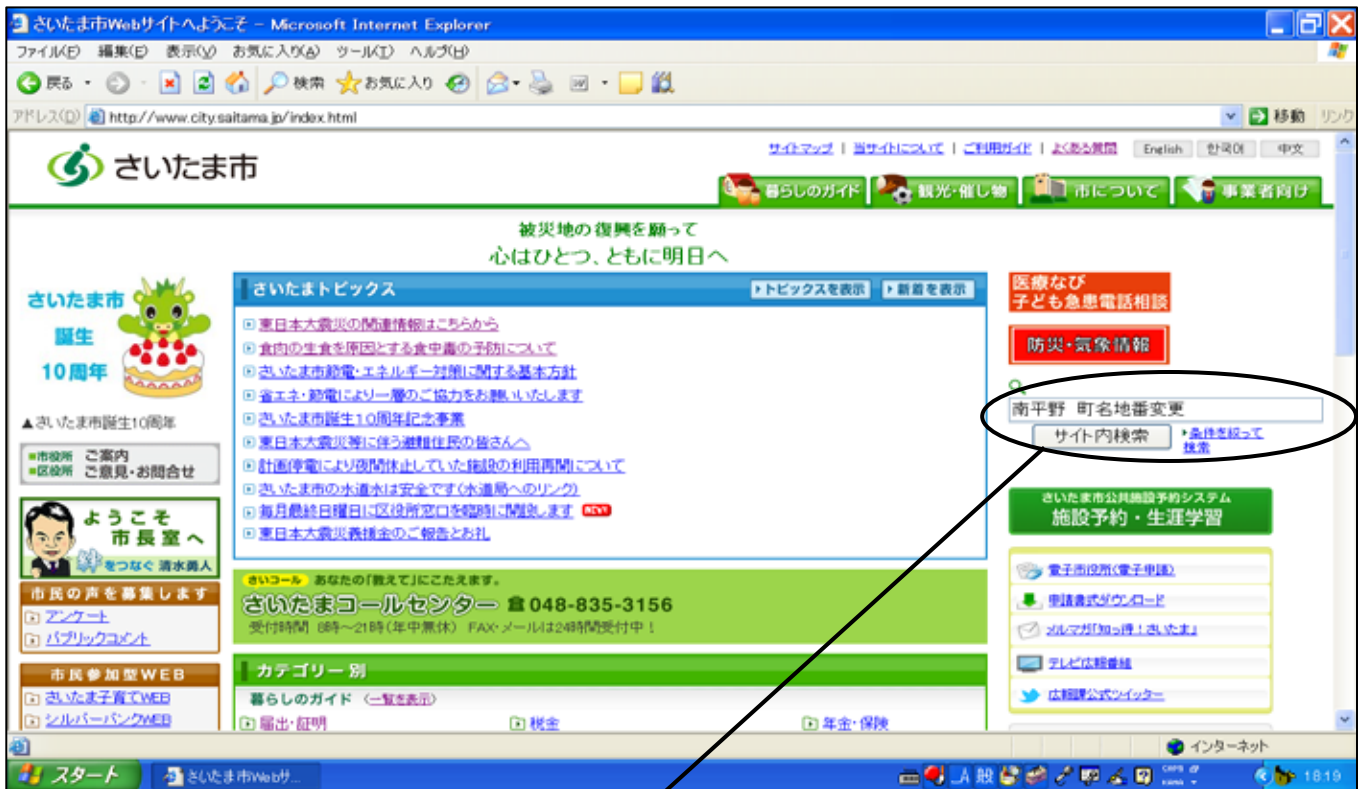 さいたま市Webサイトへようこそ - Microsoft Internet Explorer
ファイル(F) 編集(E) 表示(V) お気に入り(A) ツール(T) ヘルプ(H)
戻る 検索 お気に入り
アドレス(D) http://www.city.saitama.jp/index.html 移動 リンク
サイトマップ | 当サイトについて | ご利用ガイド | よくある質問 English 한국어 中文
さいたま市
暮らしのガイド 観光・催し物 市について 事業者向け
被災地の復興を願って
心はひとつ、ともに明日へ
さいたま市
誕生
10周年
▲さいたま市誕生10周年
■市役所 ご案内
■区役所 ご意見・お問合せ
ようこそ
市長室へ
をつなぐ 清水勇人
市民の声を募集します
アンケート
パブリックコメント
市民参加型WEB
さいたま子育てWEB
シルバーバンクWEB
さいたまトピックス トピックスを表示 新着を表示
東日本大震災の関連情報はこちらから
食肉の生食を原因とする食中毒の予防について
さいたま市節電・エネルギー対策に関する基本方針
省エネ・節電により一層のご協力をお願いいたします
さいたま市誕生10周年記念事業
東日本大震災等に伴う避難住民の皆さんへ
計画停電により夜間休止していた施設の利用再開について
さいたま市の水道水は安全です(水道局へのリンク)
毎月最終日曜日に区役所窓口を臨時に開設します NEW
東日本大震災義援金のご報告とお礼
さいコール あなたの「教えて」にこたえます。
さいたまコールセンター ☎048-835-3156
受付時間 8時～21時(年中無休) FAX・メールは24時間受付中!
カテゴリー別
暮らしのガイド (一覧を表示)
届出・証明 税金 年金・保険
医療なび
子ども急患電話相談
防災・気象情報
南平野 町名地番変更
サイト内検索 条件を絞って
検索
さいたま市公共施設予約システム
施設予約・生涯学習
電子市役所(電子申請)
申請書式ダウンロード
メルマガ「知っ得!さいたま」
テレビ広報番組
広報課公式ツイッター
インターネット
スタート さいたま市Webサ... A 般 CAPS KANA 18:19